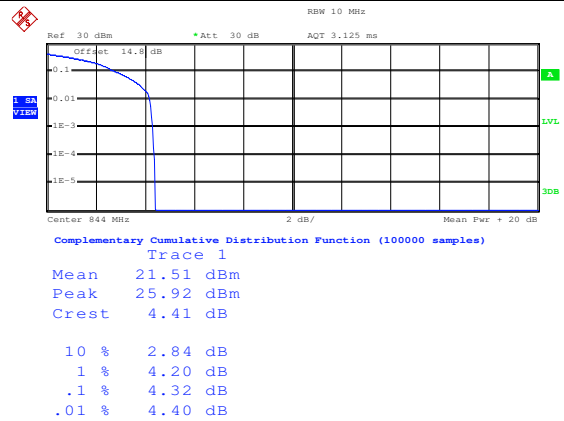 RBW 10 MHz
Ref 30 dBm *Att 30 dB AQT 3.125 ms
Offset 14.8 dB
0.1
A
1 SA
VIEW
0.01
1E-3
LVL
1E-4
1E-5
3DB
Center 844 MHz 2 dB/ Mean Pwr + 20 dB
Complementary Cumulative Distribution Function (100000 samples)
Trace 1
Mean 21.51 dBm
Peak 25.92 dBm
Crest 4.41 dB
10 % 2.84 dB
1 % 4.20 dB
.1 % 4.32 dB
.01 % 4.40 dB